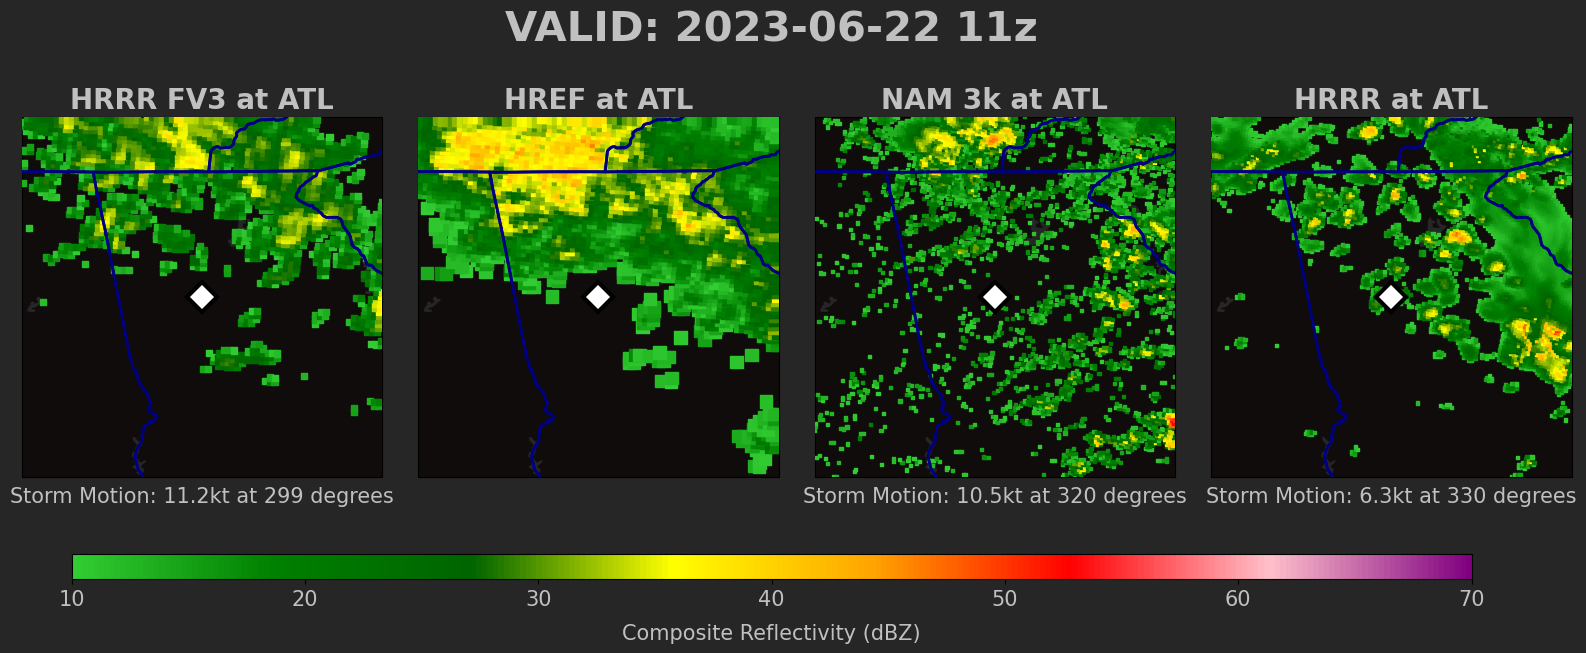 VALID: 2023-06-22 11z
HRRR FV3 at ATL
HREF at ATL
NAM 3k at ATL
HRRR at ATL
Storm Motion: 11.2kt at 299 degrees
Storm Motion: 10.5kt at 320 degrees
Storm Motion: 6.3kt at 330 degrees
10 20 30 40 50 60 70
Composite Reflectivity (dBZ)